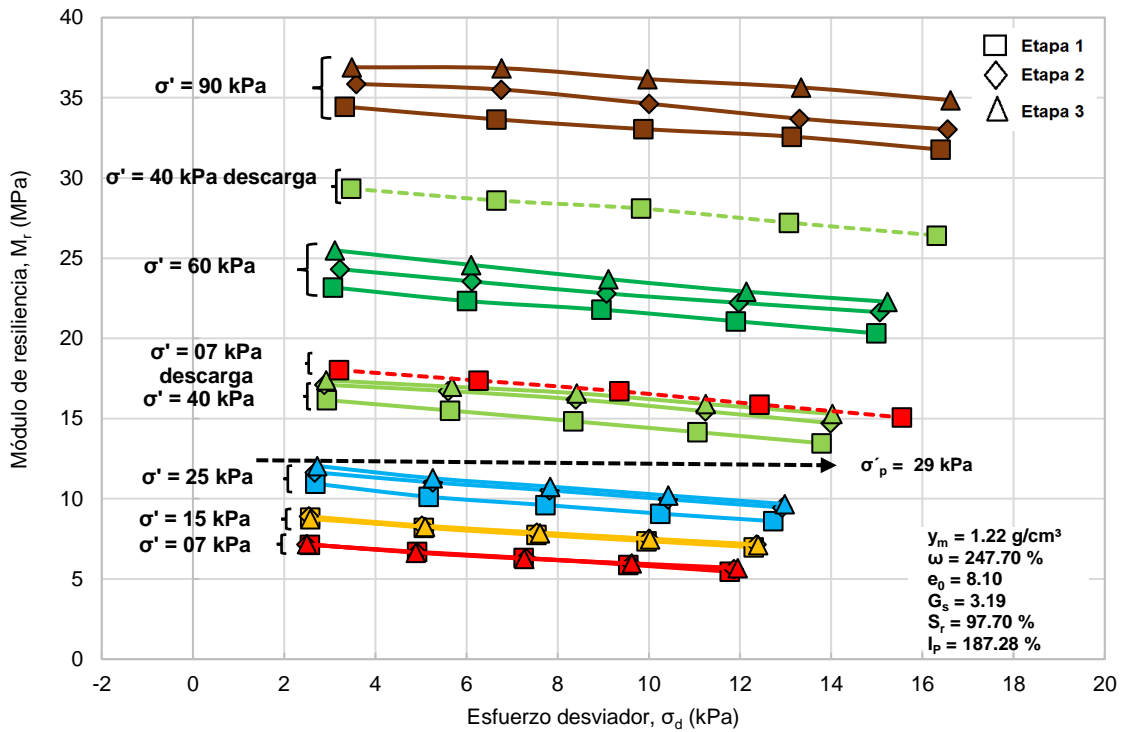 Módulo de resiliencia, Mr (MPa)
40
35
30
25
20
15
10
5
0
-2
0
2
4
6
8
10
12
14
16
18
20
Esfuerzo desviador, σd (kPa)
Etapa 1
Etapa 2
Etapa 3
σ' = 90 kPa
σ' = 40 kPa descarga
σ' = 60 kPa
σ' = 07 kPa
descarga
σ' = 40 kPa
σ' = 25 kPa
σ' = 15 kPa
σ' = 07 kPa
σ´p = 29 kPa
ym = 1.22 g/cm³
ω = 247.70 %
e0 = 8.10
Gs = 3.19
Sr = 97.70 %
IP = 187.28 %